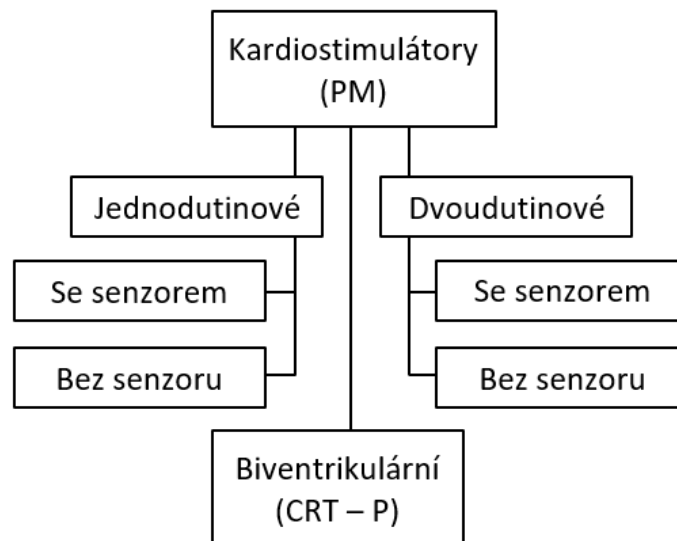 Kardiostimulátory
(PM)
Jednodutinové
Dvoudutinové
Se senzorem
Se senzorem
Bez senzoru
Bez senzoru
Biventrikulární
(CRT – P)